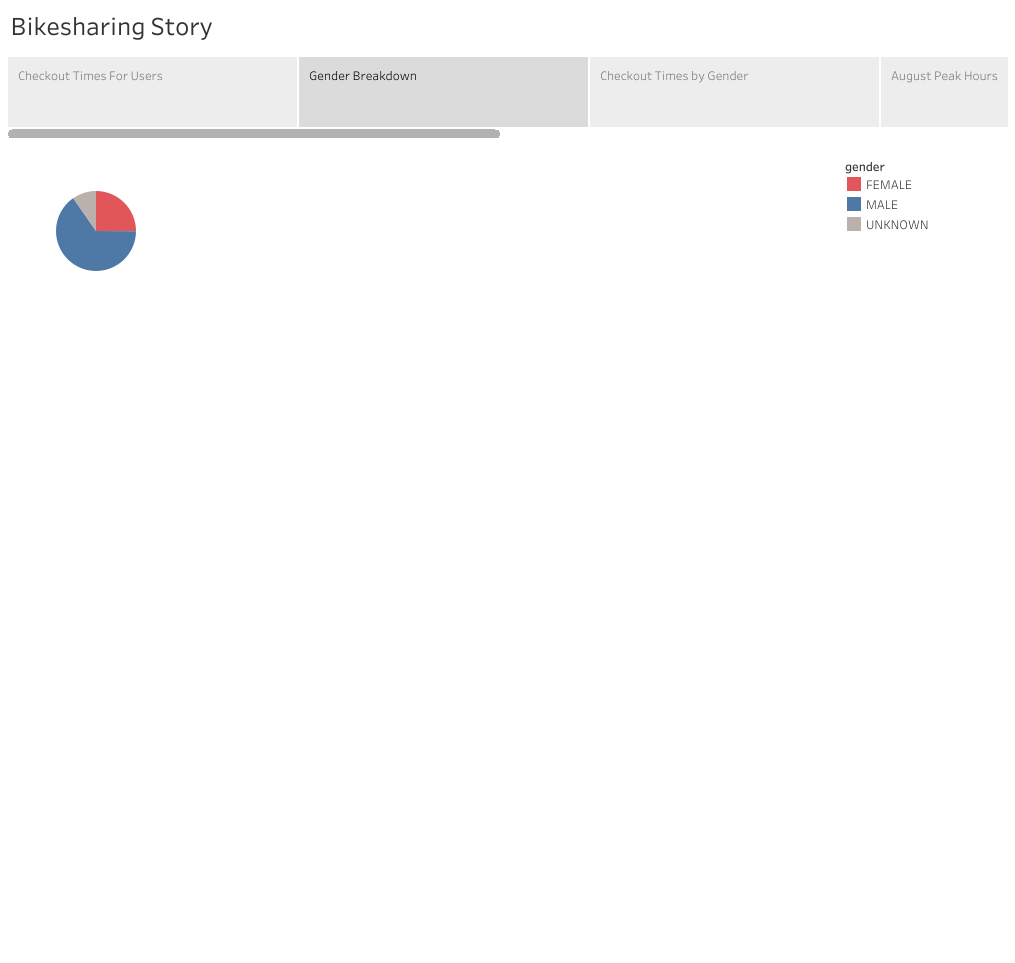 Bikesharing Story
Checkout Times For Users
Gender Breakdown
Checkout Times by Gender
August Peak Hours
gender
FEMALE
MALE
UNKNOWN